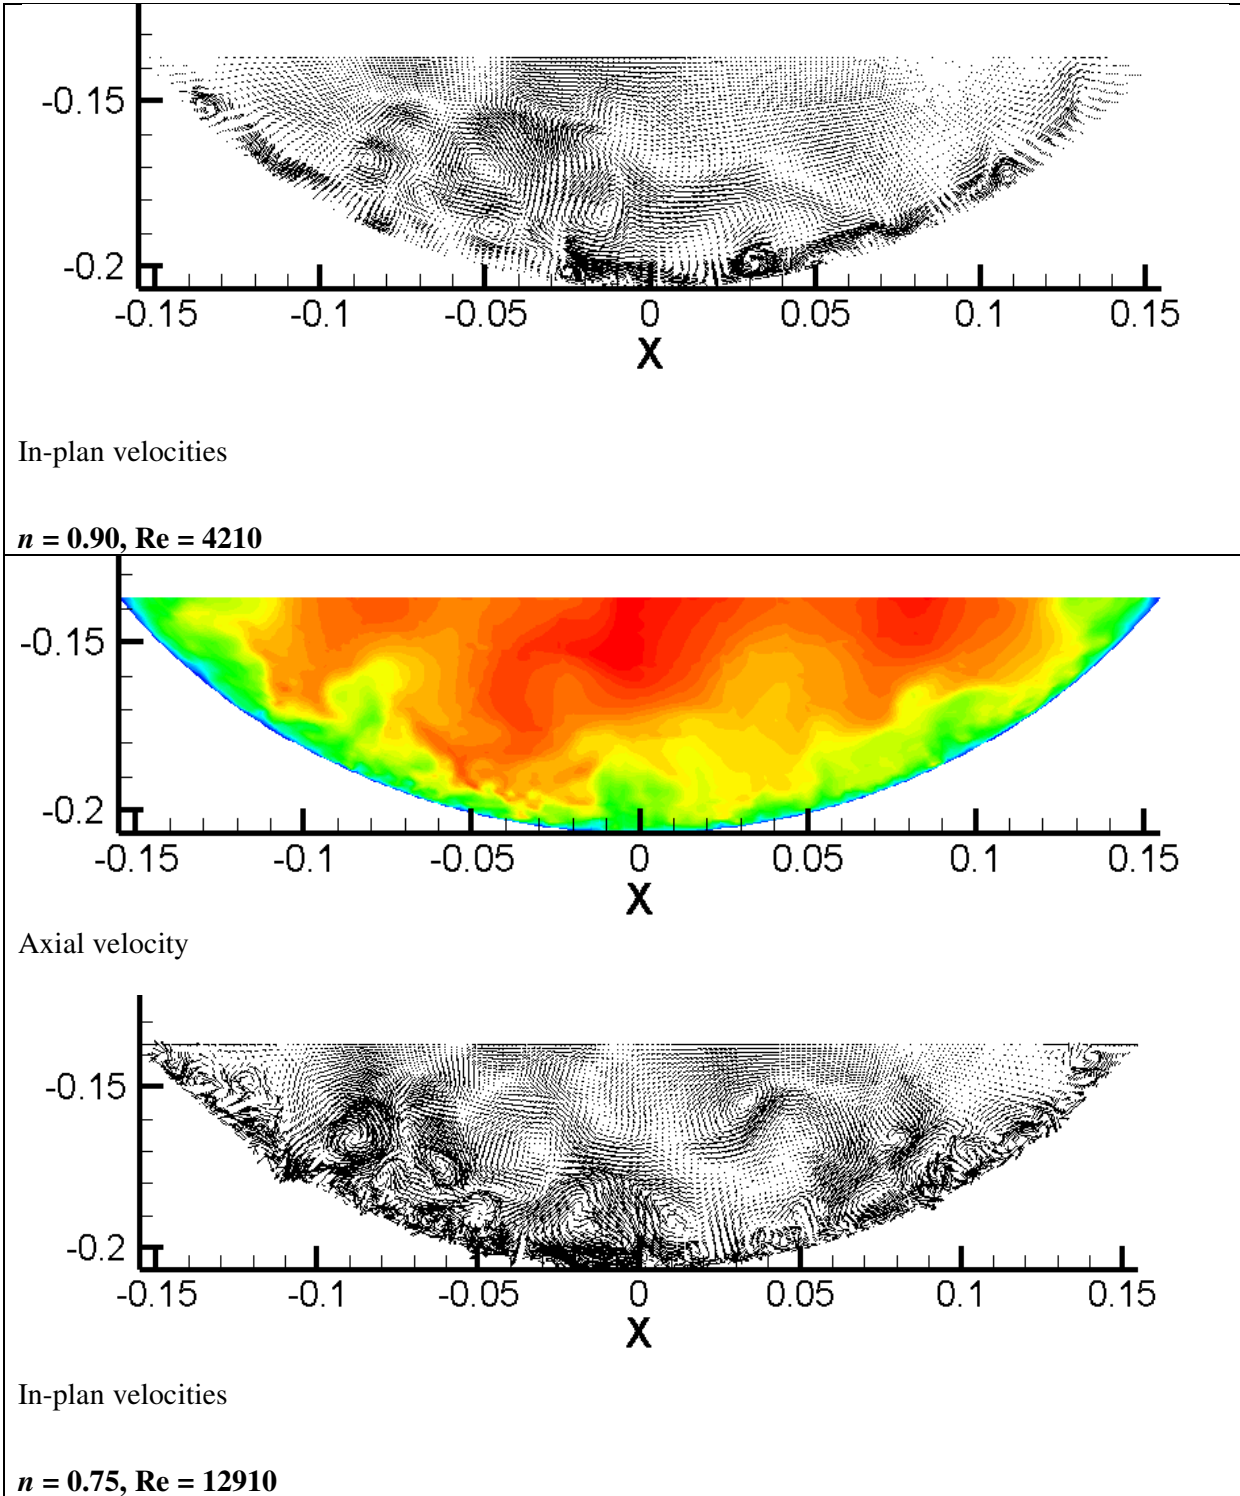 -0.15
-0.2
-0.15 -0.1 -0.05 0 0.05 0.1 0.15
X
In-plan velocities
n = 0.90, Re = 4210
-0.15
-0.2
-0.15 -0.1 -0.05 0 0.05 0.1 0.15
X
Axial velocity
-0.15
-0.2
-0.15 -0.1 -0.05 0 0.05 0.1 0.15
X
In-plan velocities
n = 0.75, Re = 12910